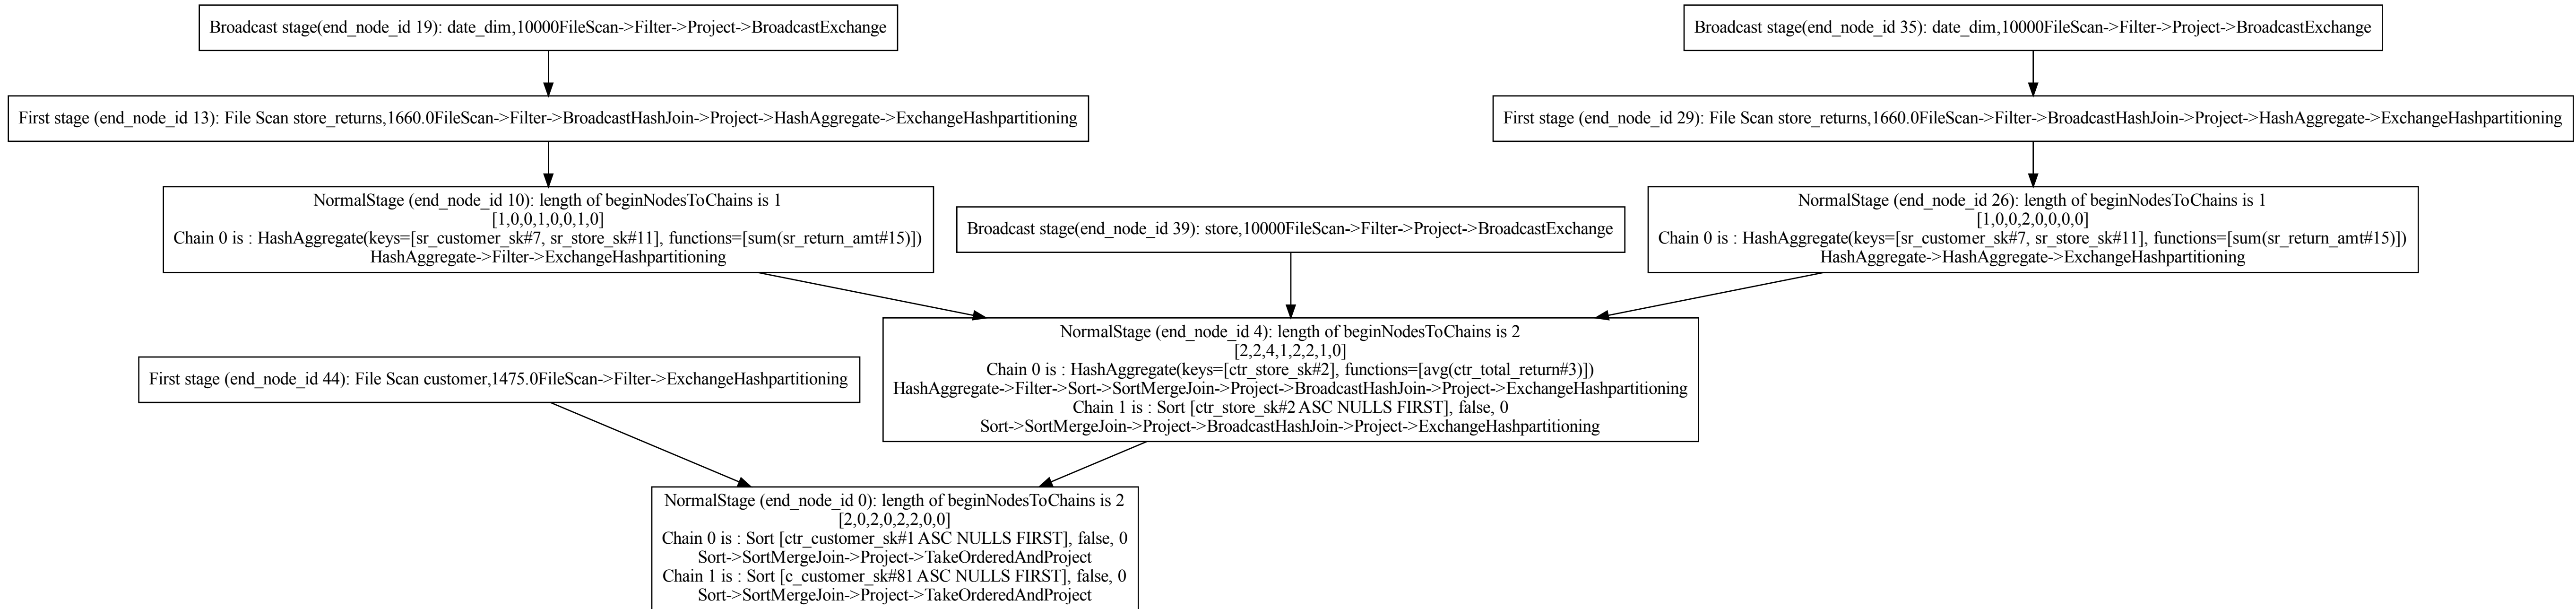 Broadcast stage(end_node_id 19): date_dim,10000FileScan->Filter->Project->BroadcastExchange
Broadcast stage(end_node_id 35): date_dim,10000FileScan->Filter->Project->BroadcastExchange
First stage (end_node_id 13): File Scan store_returns,1660.0FileScan->Filter->BroadcastHashJoin->Project->HashAggregate->ExchangeHashpartitioning
First stage (end_node_id 29): File Scan store_returns,1660.0FileScan->Filter->BroadcastHashJoin->Project->HashAggregate->ExchangeHashpartitioning
NormalStage (end_node_id 10): length of beginNodesToChains is 1
[1,0,0,1,0,0,1,0]
Chain 0 is : HashAggregate(keys=[sr_customer_sk#7, sr_store_sk#11], functions=[sum(sr_return_amt#15)])
HashAggregate->Filter->ExchangeHashpartitioning
Broadcast stage(end_node_id 39): store,10000FileScan->Filter->Project->BroadcastExchange
NormalStage (end_node_id 26): length of beginNodesToChains is 1
[1,0,0,2,0,0,0,0]
Chain 0 is : HashAggregate(keys=[sr_customer_sk#7, sr_store_sk#11], functions=[sum(sr_return_amt#15)])
HashAggregate->HashAggregate->ExchangeHashpartitioning
First stage (end_node_id 44): File Scan customer,1475.0FileScan->Filter->ExchangeHashpartitioning
NormalStage (end_node_id 4): length of beginNodesToChains is 2
[2,2,4,1,2,2,1,0]
Chain 0 is : HashAggregate(keys=[ctr_store_sk#2], functions=[avg(ctr_total_return#3)])
HashAggregate->Filter->Sort->SortMergeJoin->Project->BroadcastHashJoin->Project->ExchangeHashpartitioning
Chain 1 is : Sort [ctr_store_sk#2 ASC NULLS FIRST], false, 0
Sort->SortMergeJoin->Project->BroadcastHashJoin->Project->ExchangeHashpartitioning
NormalStage (end_node_id 0): length of beginNodesToChains is 2
[2,0,2,0,2,2,0,0]
Chain 0 is : Sort [ctr_customer_sk#1 ASC NULLS FIRST], false, 0
Sort->SortMergeJoin->Project->TakeOrderedAndProject
Chain 1 is : Sort [c_customer_sk#81 ASC NULLS FIRST], false, 0
Sort->SortMergeJoin->Project->TakeOrderedAndProject